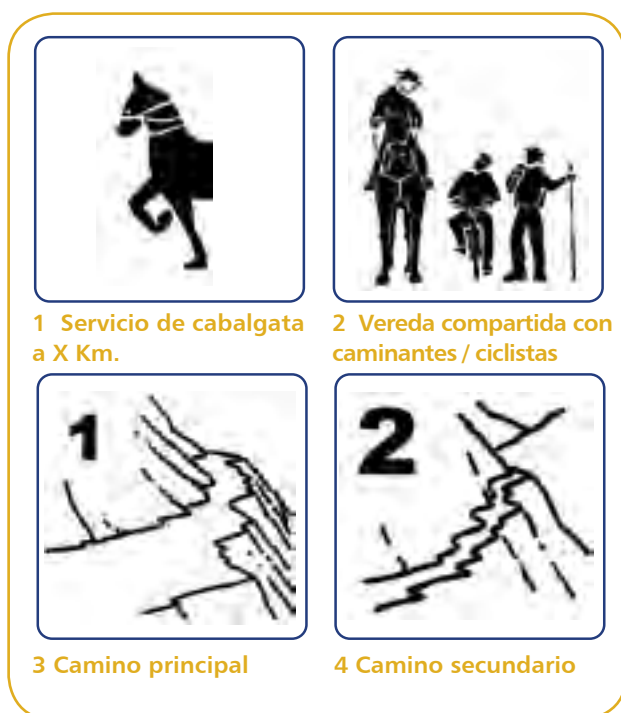 1 Servicio de cabalgata
a X Km.
2 Vereda compartida con
caminantes / ciclistas
1
2
3 Camino principal
4 Camino secundario